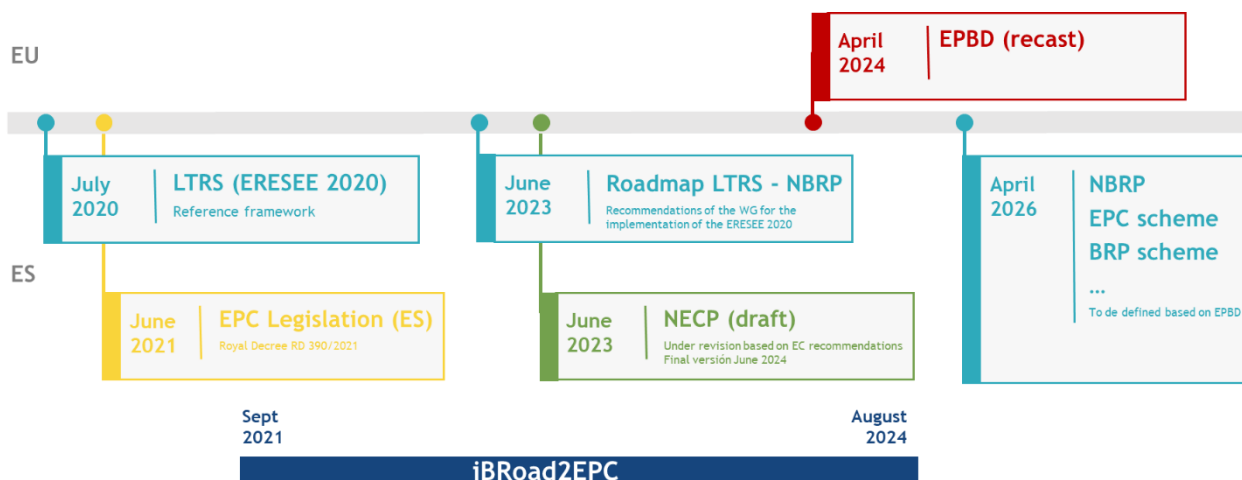 EU
April
2024
EPBD (recast)
July
2020
LTRS (ERESEE 2020)
Reference framework
June
2023
Roadmap LTRS - NBRP
Recommendations of the WG for the
implementation of the ERESEE 2020
April
2026
NBRP
EPC scheme
BRP scheme
...
To de defined based on EPBD
ES
June
2021
EPC Legislation (ES)
Royal Decree RD 390/2021
June
2023
NECP (draft)
Under revision based on EC recommendations
Final versión June 2024
Sept
2021
August
2024
iBRoad2EPC